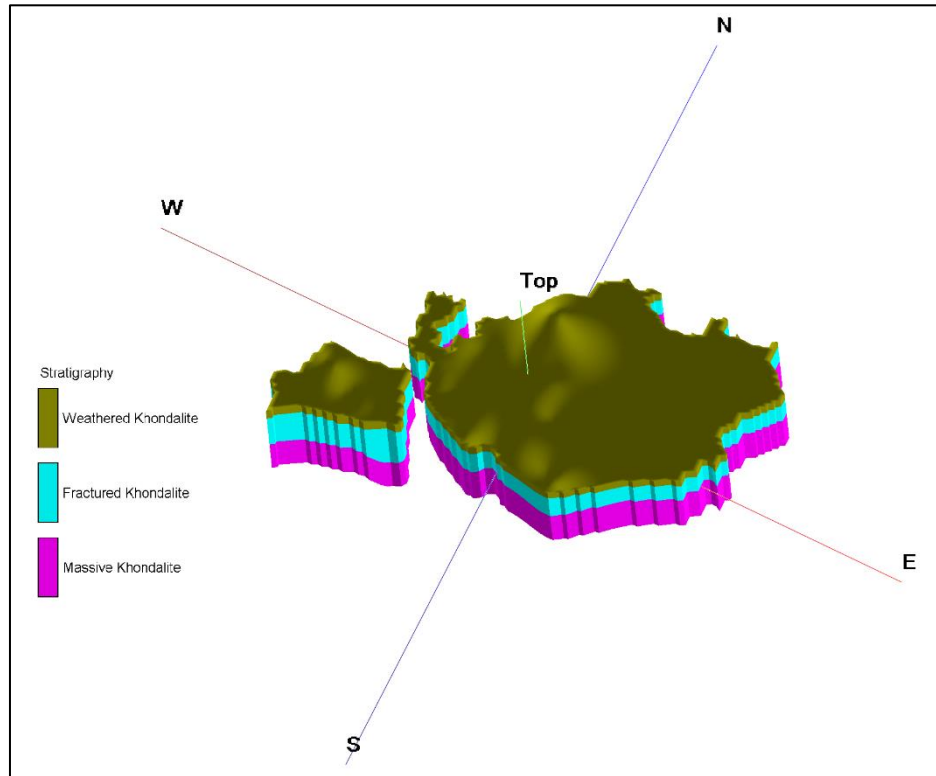 N
W
Top
Stratigraphy
Weathered Khondalite
Fractured Khondalite
Massive Khondalite
E
S